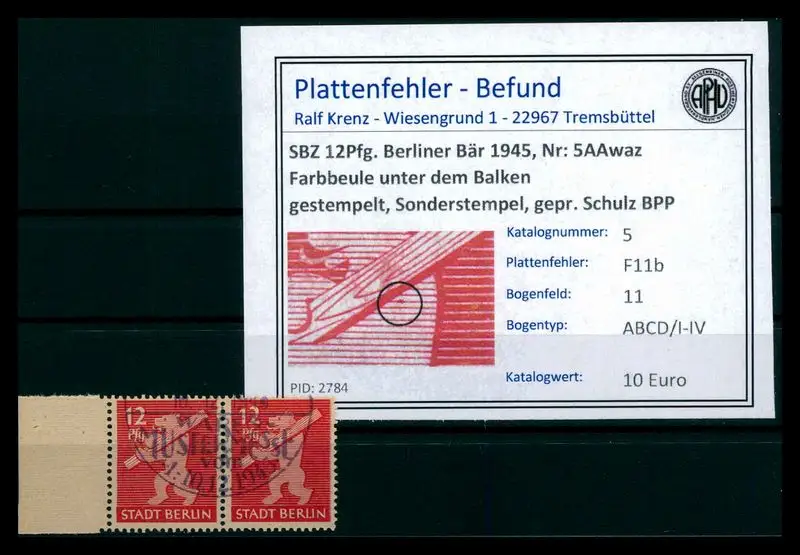 Plattenfehler - Befund
Ralf Krenz - Wiesengrund 1 - 22967 Tremsbüttel
SBZ 12Pfg. Berliner Bär 1945, Nr: 5AAwaz
Farbbeule unter dem Balken
gestempelt, Sonderstempel, gepr. Schulz BPP
Katalognummer: 5
Plattenfehler: F11b
Bogenfeld: 11
Bogentyp: ABCD/I-IV
Katalogwert: 10 Euro
PID: 2784
12 Pfg
STADT BERLIN
12 Pfg
STADT BERLIN